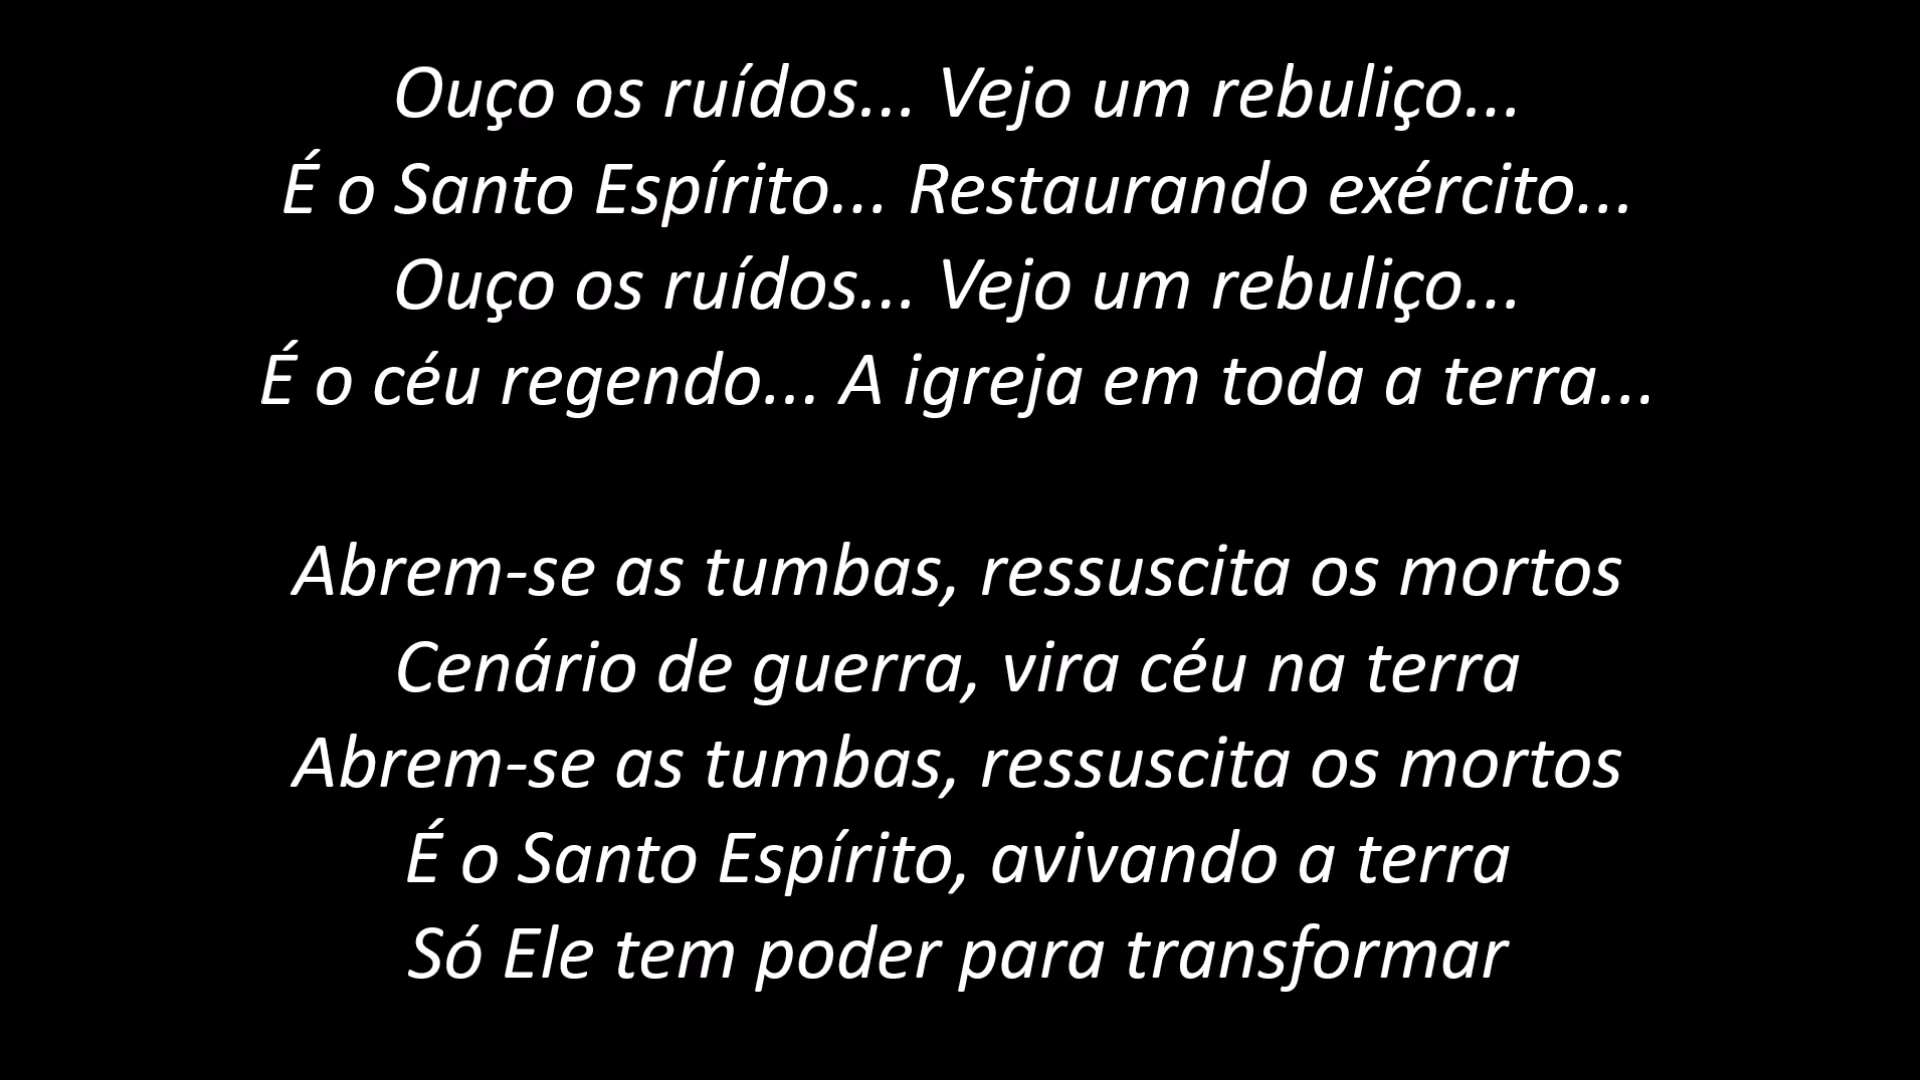 Ouço os ruídos... Vejo um rebuliço...
É o Santo Espírito... Restaurando exército...
Ouço os ruídos... Vejo um rebuliço...
É o céu regendo... A igreja em toda a terra...
Abrem-se as tumbas, ressuscita os mortos
Cenário de guerra, vira céu na terra
Abrem-se as tumbas, ressuscita os mortos
É o Santo Espírito, avivando a terra
Só Ele tem poder para transformar